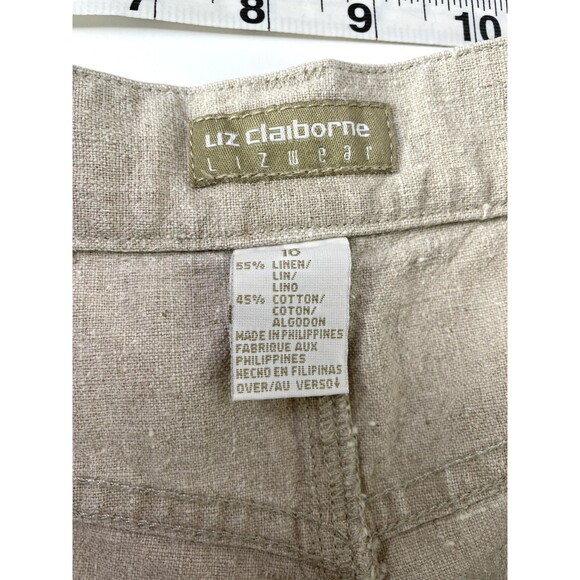 7 8 9 10
Liz claiborne
Lizwear
55% LINEN/
LIN/
LINO
45% COTTON/
COTON/
ALGODON
MADE IN PHILIPPINES
FABRIQUE AUX
PHILIPPINES
HECHO EN FILIPINAS
OVER/AU VERSO↓